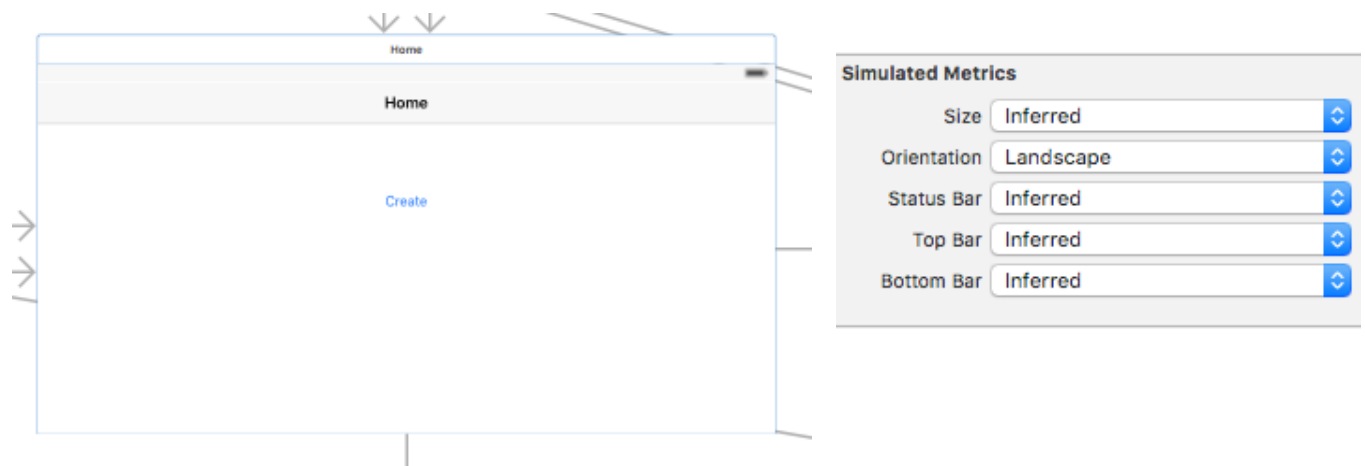 Home
Home
Create
Simulated Metrics
Size Inferred
Orientation Landscape
Status Bar Inferred
Top Bar Inferred
Bottom Bar Inferred